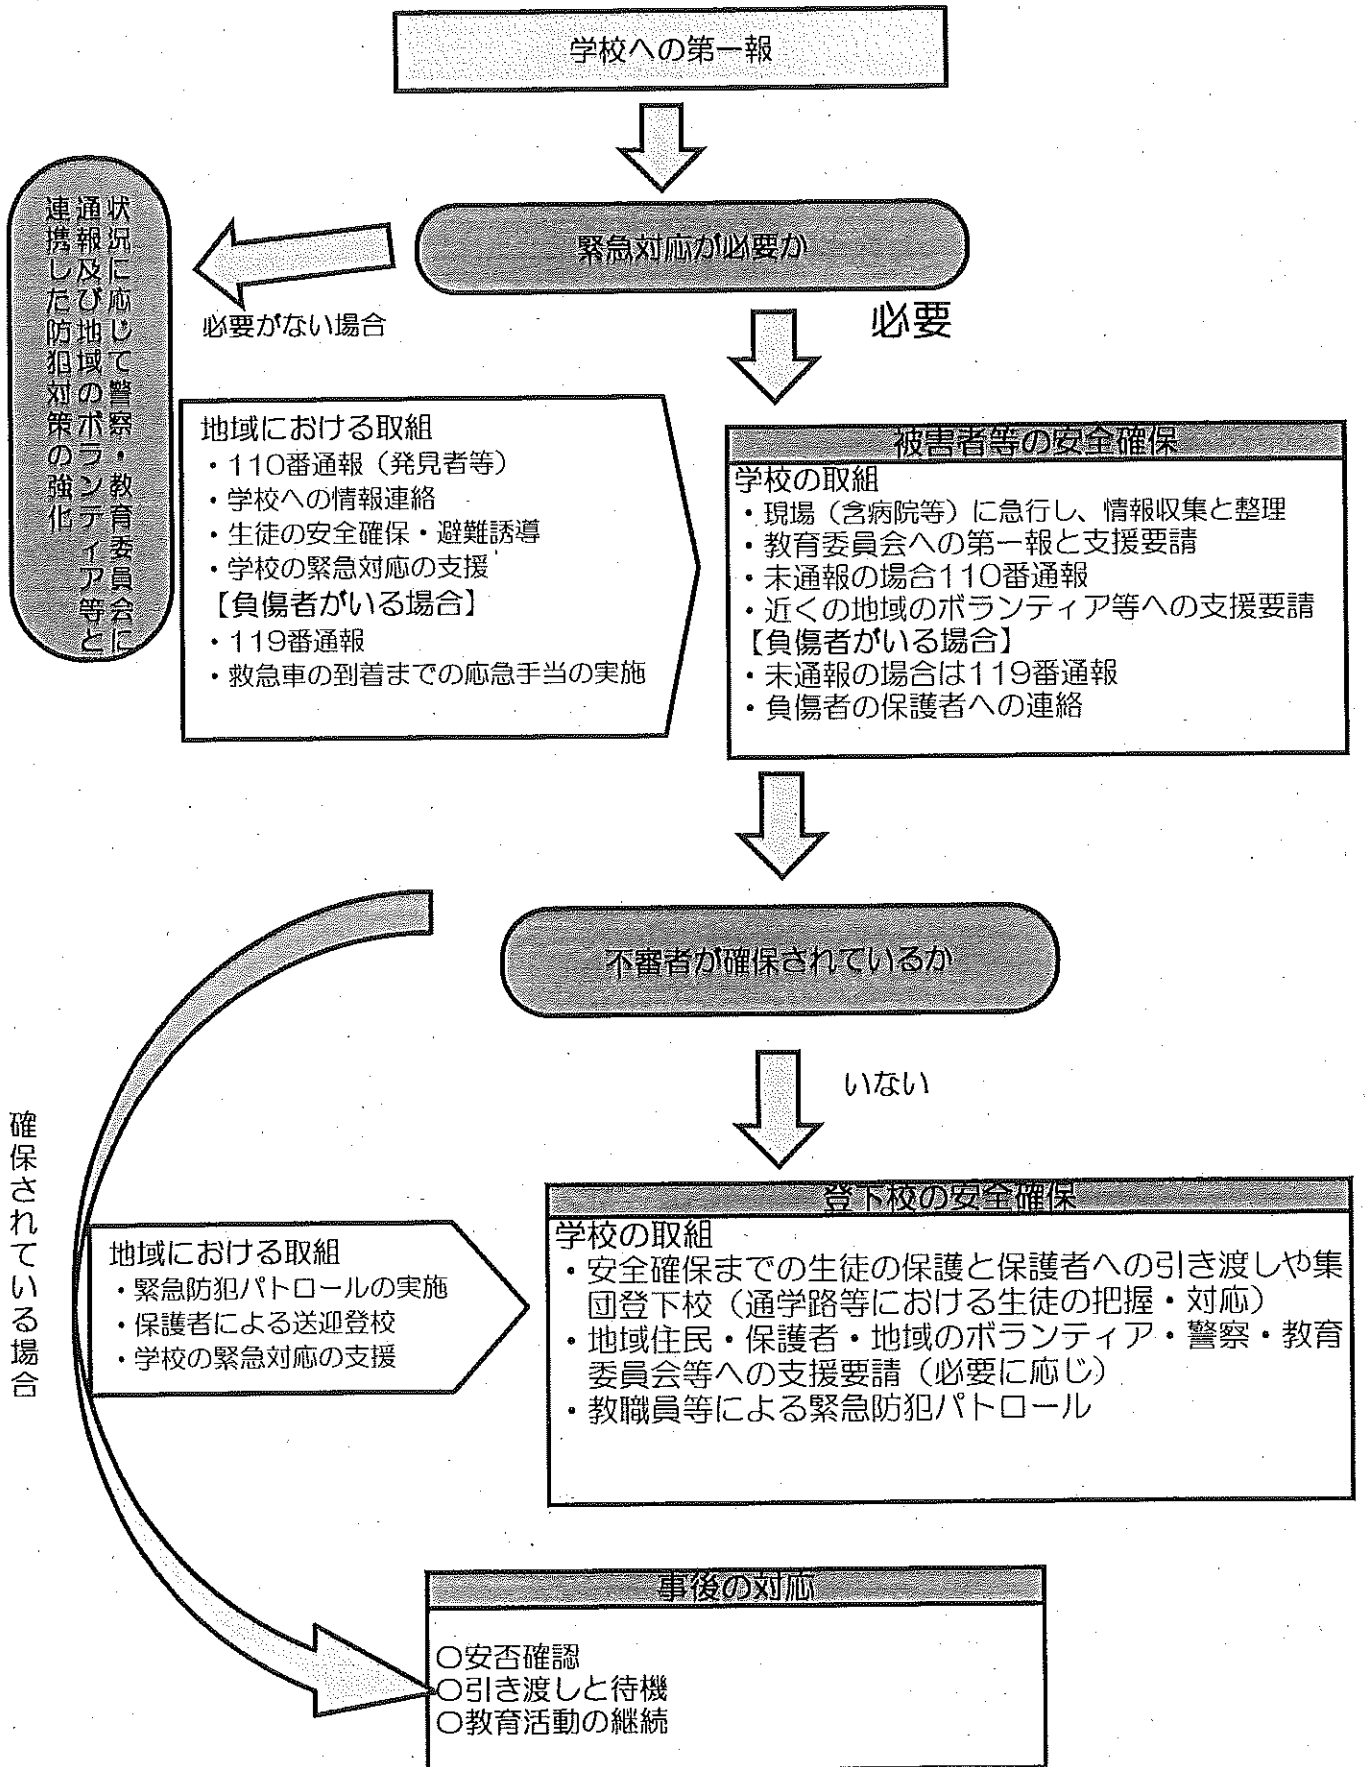 学校への第一報
緊急対応が必要か
必要がない場合
必要
状況に応じて警察・教育委員会に
通報及び地域のボランティア等と
連携した防犯対策の強化
地域における取組
・110番通報（発見者等）
・学校への情報連絡
・生徒の安全確保・避難誘導
・学校の緊急対応の支援
【負傷者がいる場合】
・119番通報
・救急車の到着までの応急手当の実施
被害者等の安全確保
学校の取組
・現場（含病院等）に急行し、情報収集と整理
・教育委員会への第一報と支援要請
・未通報の場合110番通報
・近くの地域のボランティア等への支援要請
【負傷者がいる場合】
・未通報の場合は119番通報
・負傷者の保護者への連絡
不審者が確保されているか
いない
確保されている場合
地域における取組
・緊急防犯パトロールの実施
・保護者による送迎登校
・学校の緊急対応の支援
登下校の安全確保
学校の取組
・安全確保までの生徒の保護と保護者への引き渡しや集
団登下校（通学路等における生徒の把握・対応）
・地域住民・保護者・地域のボランティア・警察・教育
委員会等への支援要請（必要に応じ）
・教職員等による緊急防犯パトロール
事後の対応
○安否確認
○引き渡しと待機
○教育活動の継続